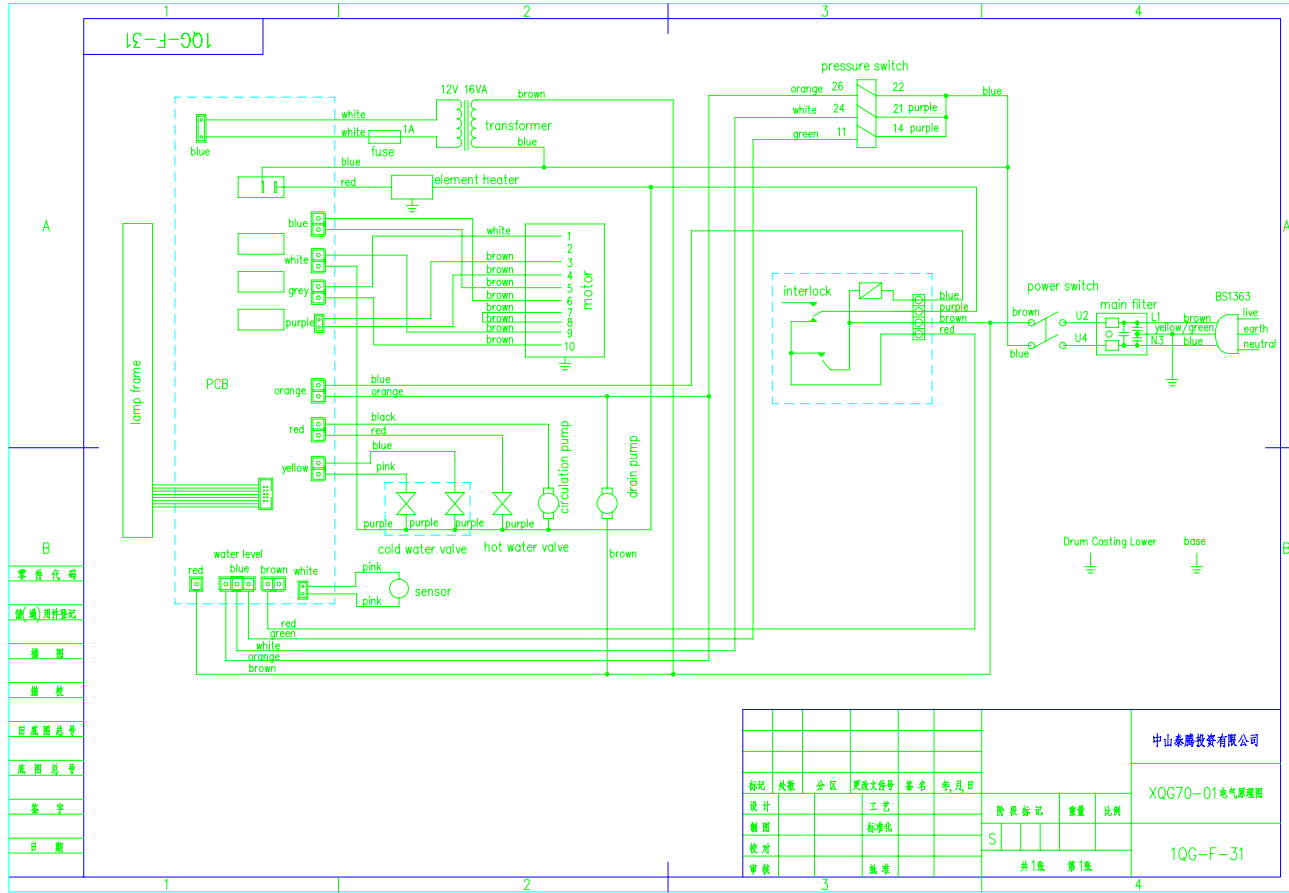 1
2
3
4
1QG-F-31
pressure switch
orange 26 22 blue
white 24 21 purple
green 11 14 purple
12V 16VA
brown
white
white
1A
fuse
transformer
blue
blue
blue
red
element heater
A
A
blue
white
grey
purple
white 1
2
brown 3
brown 4
brown 5
brown 6
brown 7
brown 8
brown 9
brown 10
motor
interlock
blue
purple
brown
red
power switch
brown
blue
U2
U4
main filter
L1
N3
brown
yellow/green
blue
BS1363
live
earth
neutral
lamp frame
PCB
orange
blue
orange
red
black
red
yellow
blue
pink
circulation pump
drain pump
purple
purple
purple
purple
cold water valve
hot water valve
brown
Drum Casting Lower
base
B
B
water level
red
blue
brown
white
pink
pink
sensor
red
green
white
orange
brown
零件代号
借(通)用件登记
描图
描校
旧底图总号
底图总号
签字
日期
标记 处数 分区 更改文件号 签名 年,月,日
设计 工艺
制图 标准化
校对
审核 批准
阶段标记 重量 比例
S
共1张 第1张
中山泰腾投资有限公司
XQG70-01电气原理图
1QG-F-31
1
2
3
4